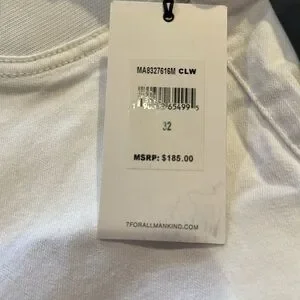 MA8327616M CLW
32
MSRP: $185.00
7FORALLMANKIND.COM